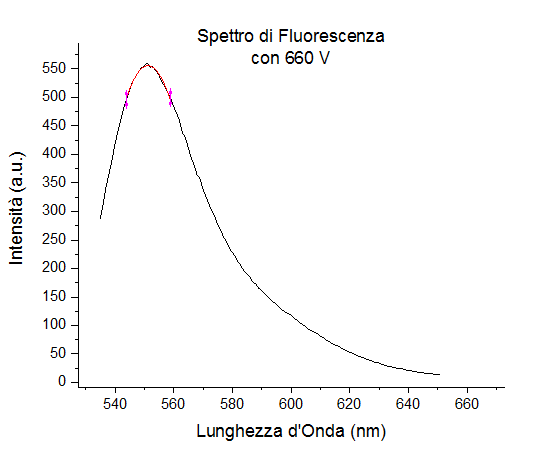 Spettro di Fluorescenza
con 660 V
Intensità (a.u.)
550
500
450
400
350
300
250
200
150
100
50
0
540 560 580 600 620 640 660
Lunghezza d'Onda (nm)